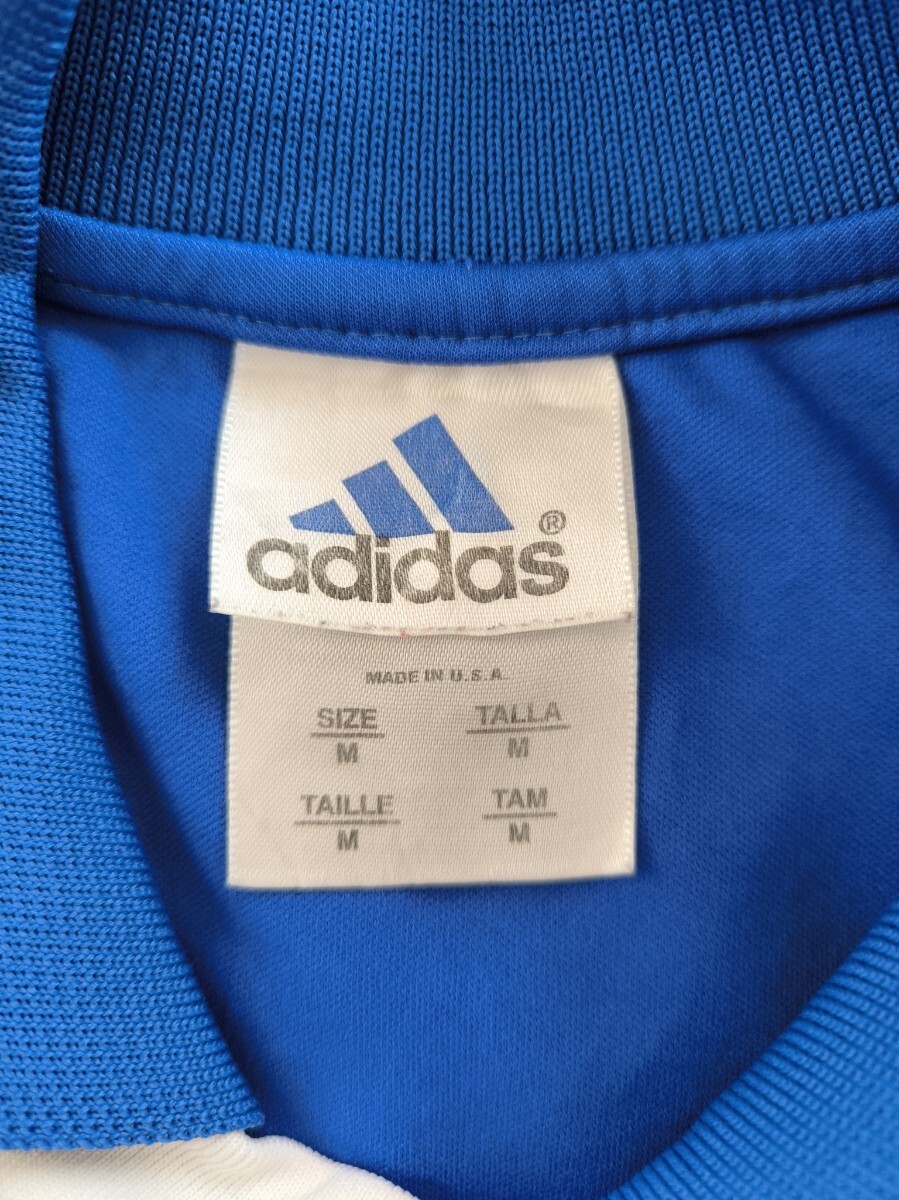 adidas®
MADE IN U.S.A.
SIZE TALLA
M M
TAILLE TAM
M M